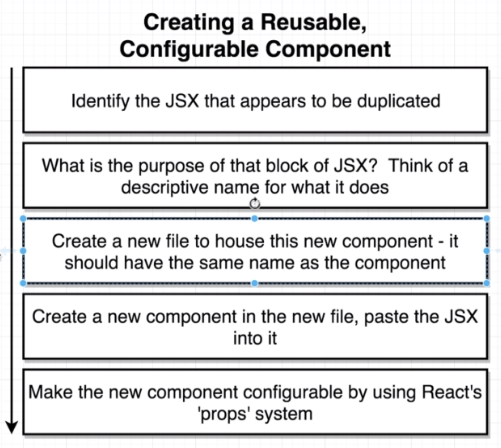 Creating a Reusable,
Configurable Component
Identify the JSX that appears to be duplicated
What is the purpose of that block of JSX? Think of a
descriptive name for what it does
Create a new file to house this new component - it
should have the same name as the component
Create a new component in the new file, paste the JSX
into it
Make the new component configurable by using React's
'props' system